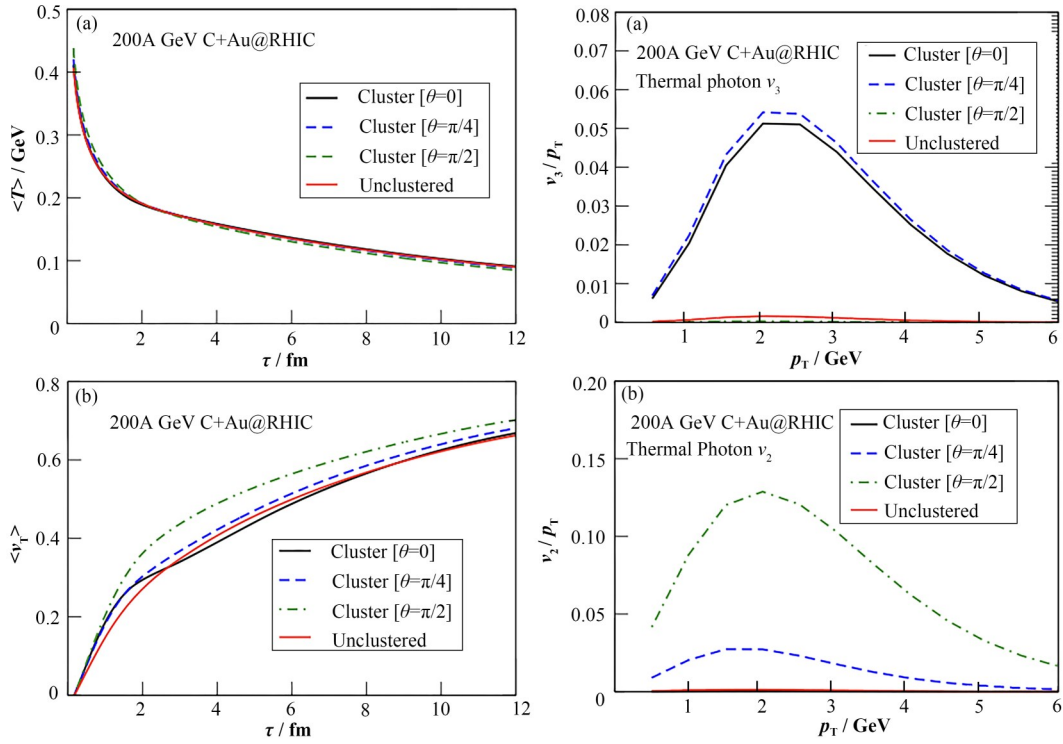 (a)
200A GeV C+Au@RHIC
Cluster [θ=0]
Cluster [θ=π/4]
Cluster [θ=π/2]
Unclustered
<T> / GeV
0.5
0.4
0.3
0.2
0.1
0
2
4
6
8
10
12
τ / fm
(a)
200A GeV C+Au@RHIC
Thermal photon v3
Cluster [θ=0]
Cluster [θ=π/4]
Cluster [θ=π/2]
Unclustered
v3/pT
0.08
0.07
0.06
0.05
0.04
0.03
0.02
0.01
0
1
2
3
4
5
6
pT / GeV
(b)
200A GeV C+Au@RHIC
Cluster [θ=0]
Cluster [θ=π/4]
Cluster [θ=π/2]
Unclustered
<vT>
0.8
0.6
0.4
0.2
0
2
4
6
8
10
12
τ / fm
(b)
200A GeV C+Au@RHIC
Thermal Photon v2
Cluster [θ=0]
Cluster [θ=π/4]
Cluster [θ=π/2]
Unclustered
v2/pT
0.20
0.15
0.10
0.05
0
1
2
3
4
5
6
pT / GeV